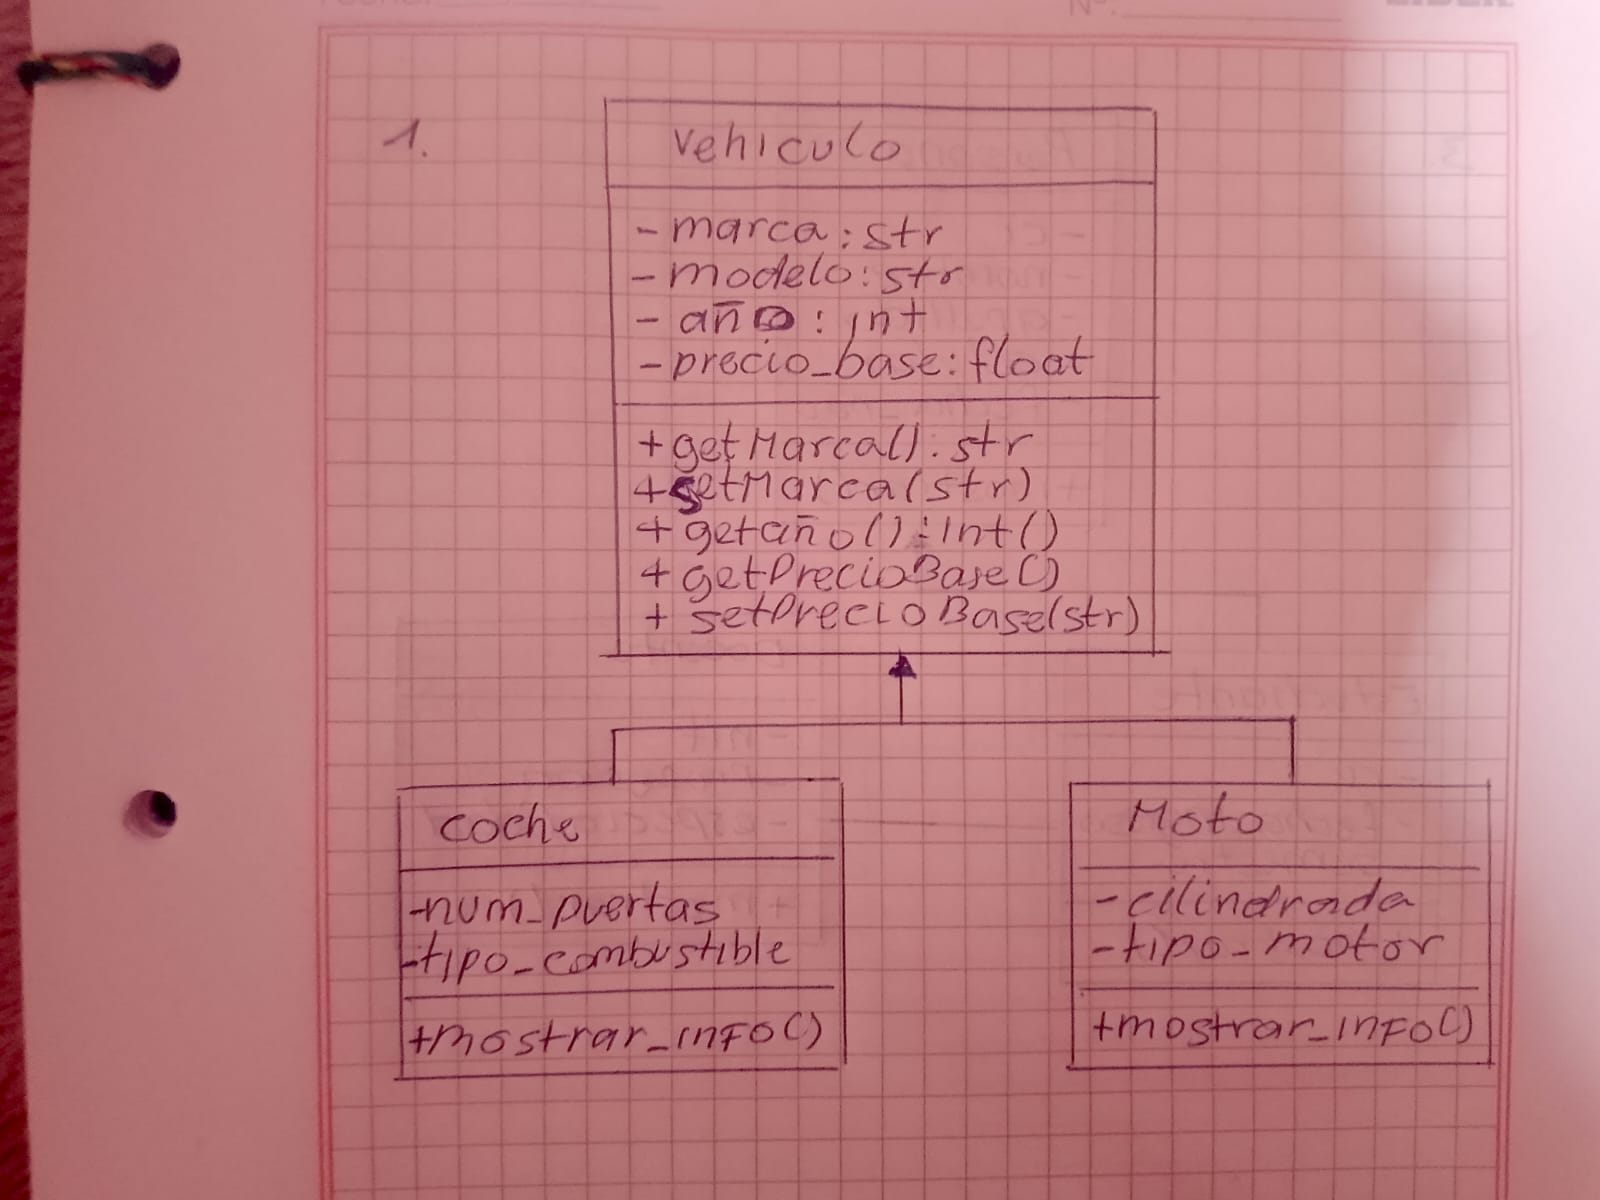 1.
Vehiculo
- marca: str
- modelo: str
- año: int
- precio_base: float
+ getMarca(): str
+ setMarca(str)
+ getaño(): Int()
+ getPrecioBase()
+ setPrecioBase(str)
coche
-num_puertas
-tipo_combustible
+mostrar_info()
Moto
- cilindrada
- tipo_motor
+mostrar_info()